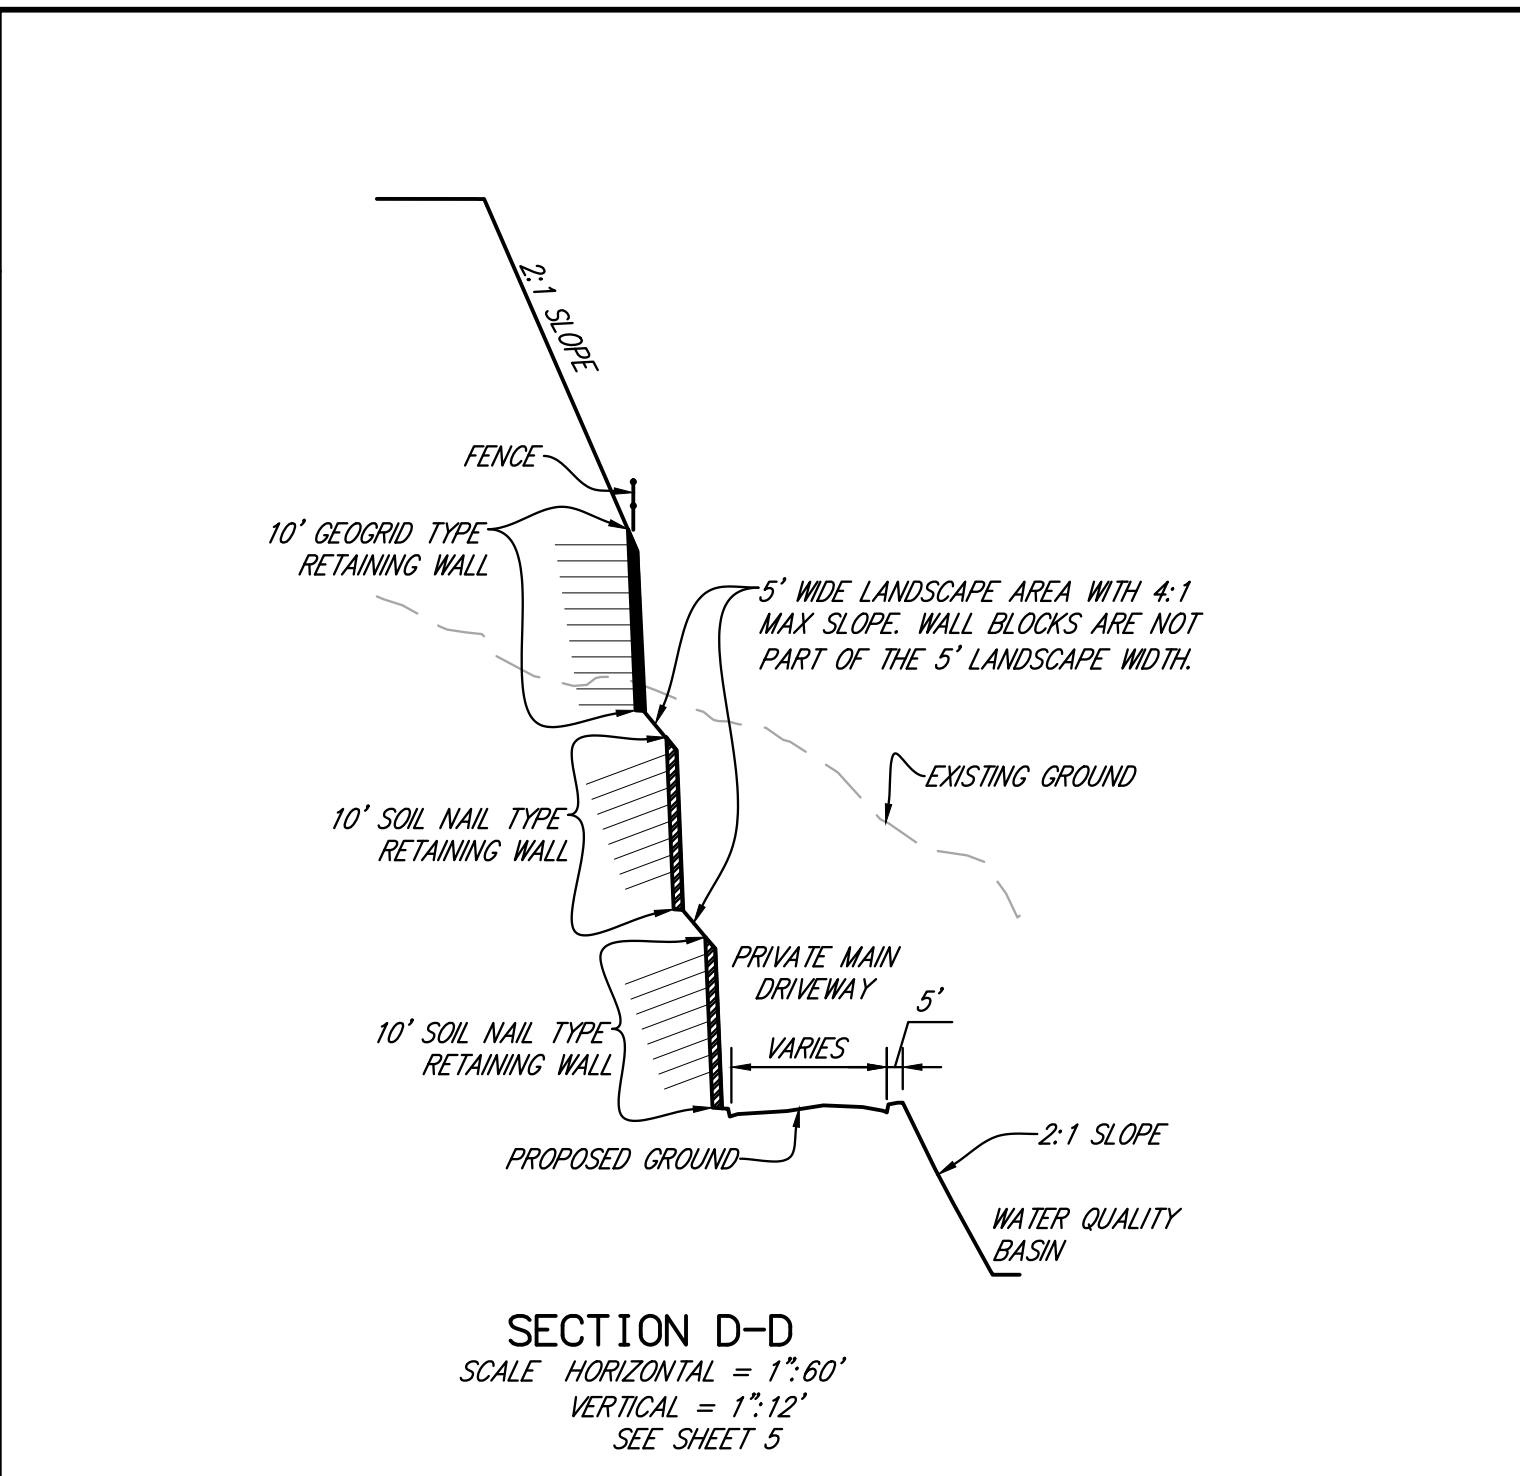 2:1 SLOPE
FENCE
10' GEOGRID TYPE
RETAINING WALL
5' WIDE LANDSCAPE AREA WITH 4:1
MAX SLOPE. WALL BLOCKS ARE NOT
PART OF THE 5' LANDSCAPE WIDTH.
EXISTING GROUND
10' SOIL NAIL TYPE
RETAINING WALL
PRIVATE MAIN
DRIVEWAY
5'
10' SOIL NAIL TYPE
RETAINING WALL
VARIES
2:1 SLOPE
PROPOSED GROUND
WATER QUALITY
BASIN
SECTION D-D
SCALE HORIZONTAL = 1":60'
VERTICAL = 1":12'
SEE SHEET 5